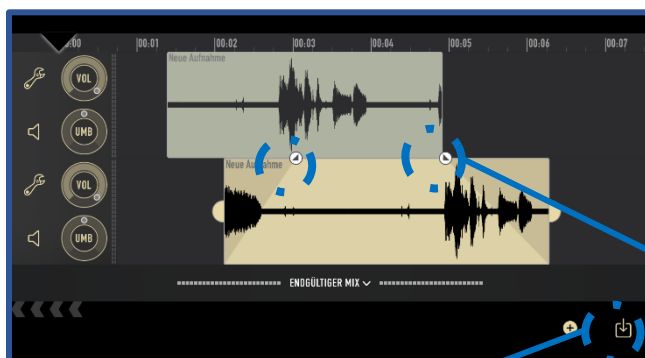 :00 |00:01 |00:02 |00:03 |00:04 |00:05 |00:06 |00:07
Neue Aufnahme
VOL
UMB
Neue Aufnahme
VOL
UMB
ENDGÜLTIGER MIX